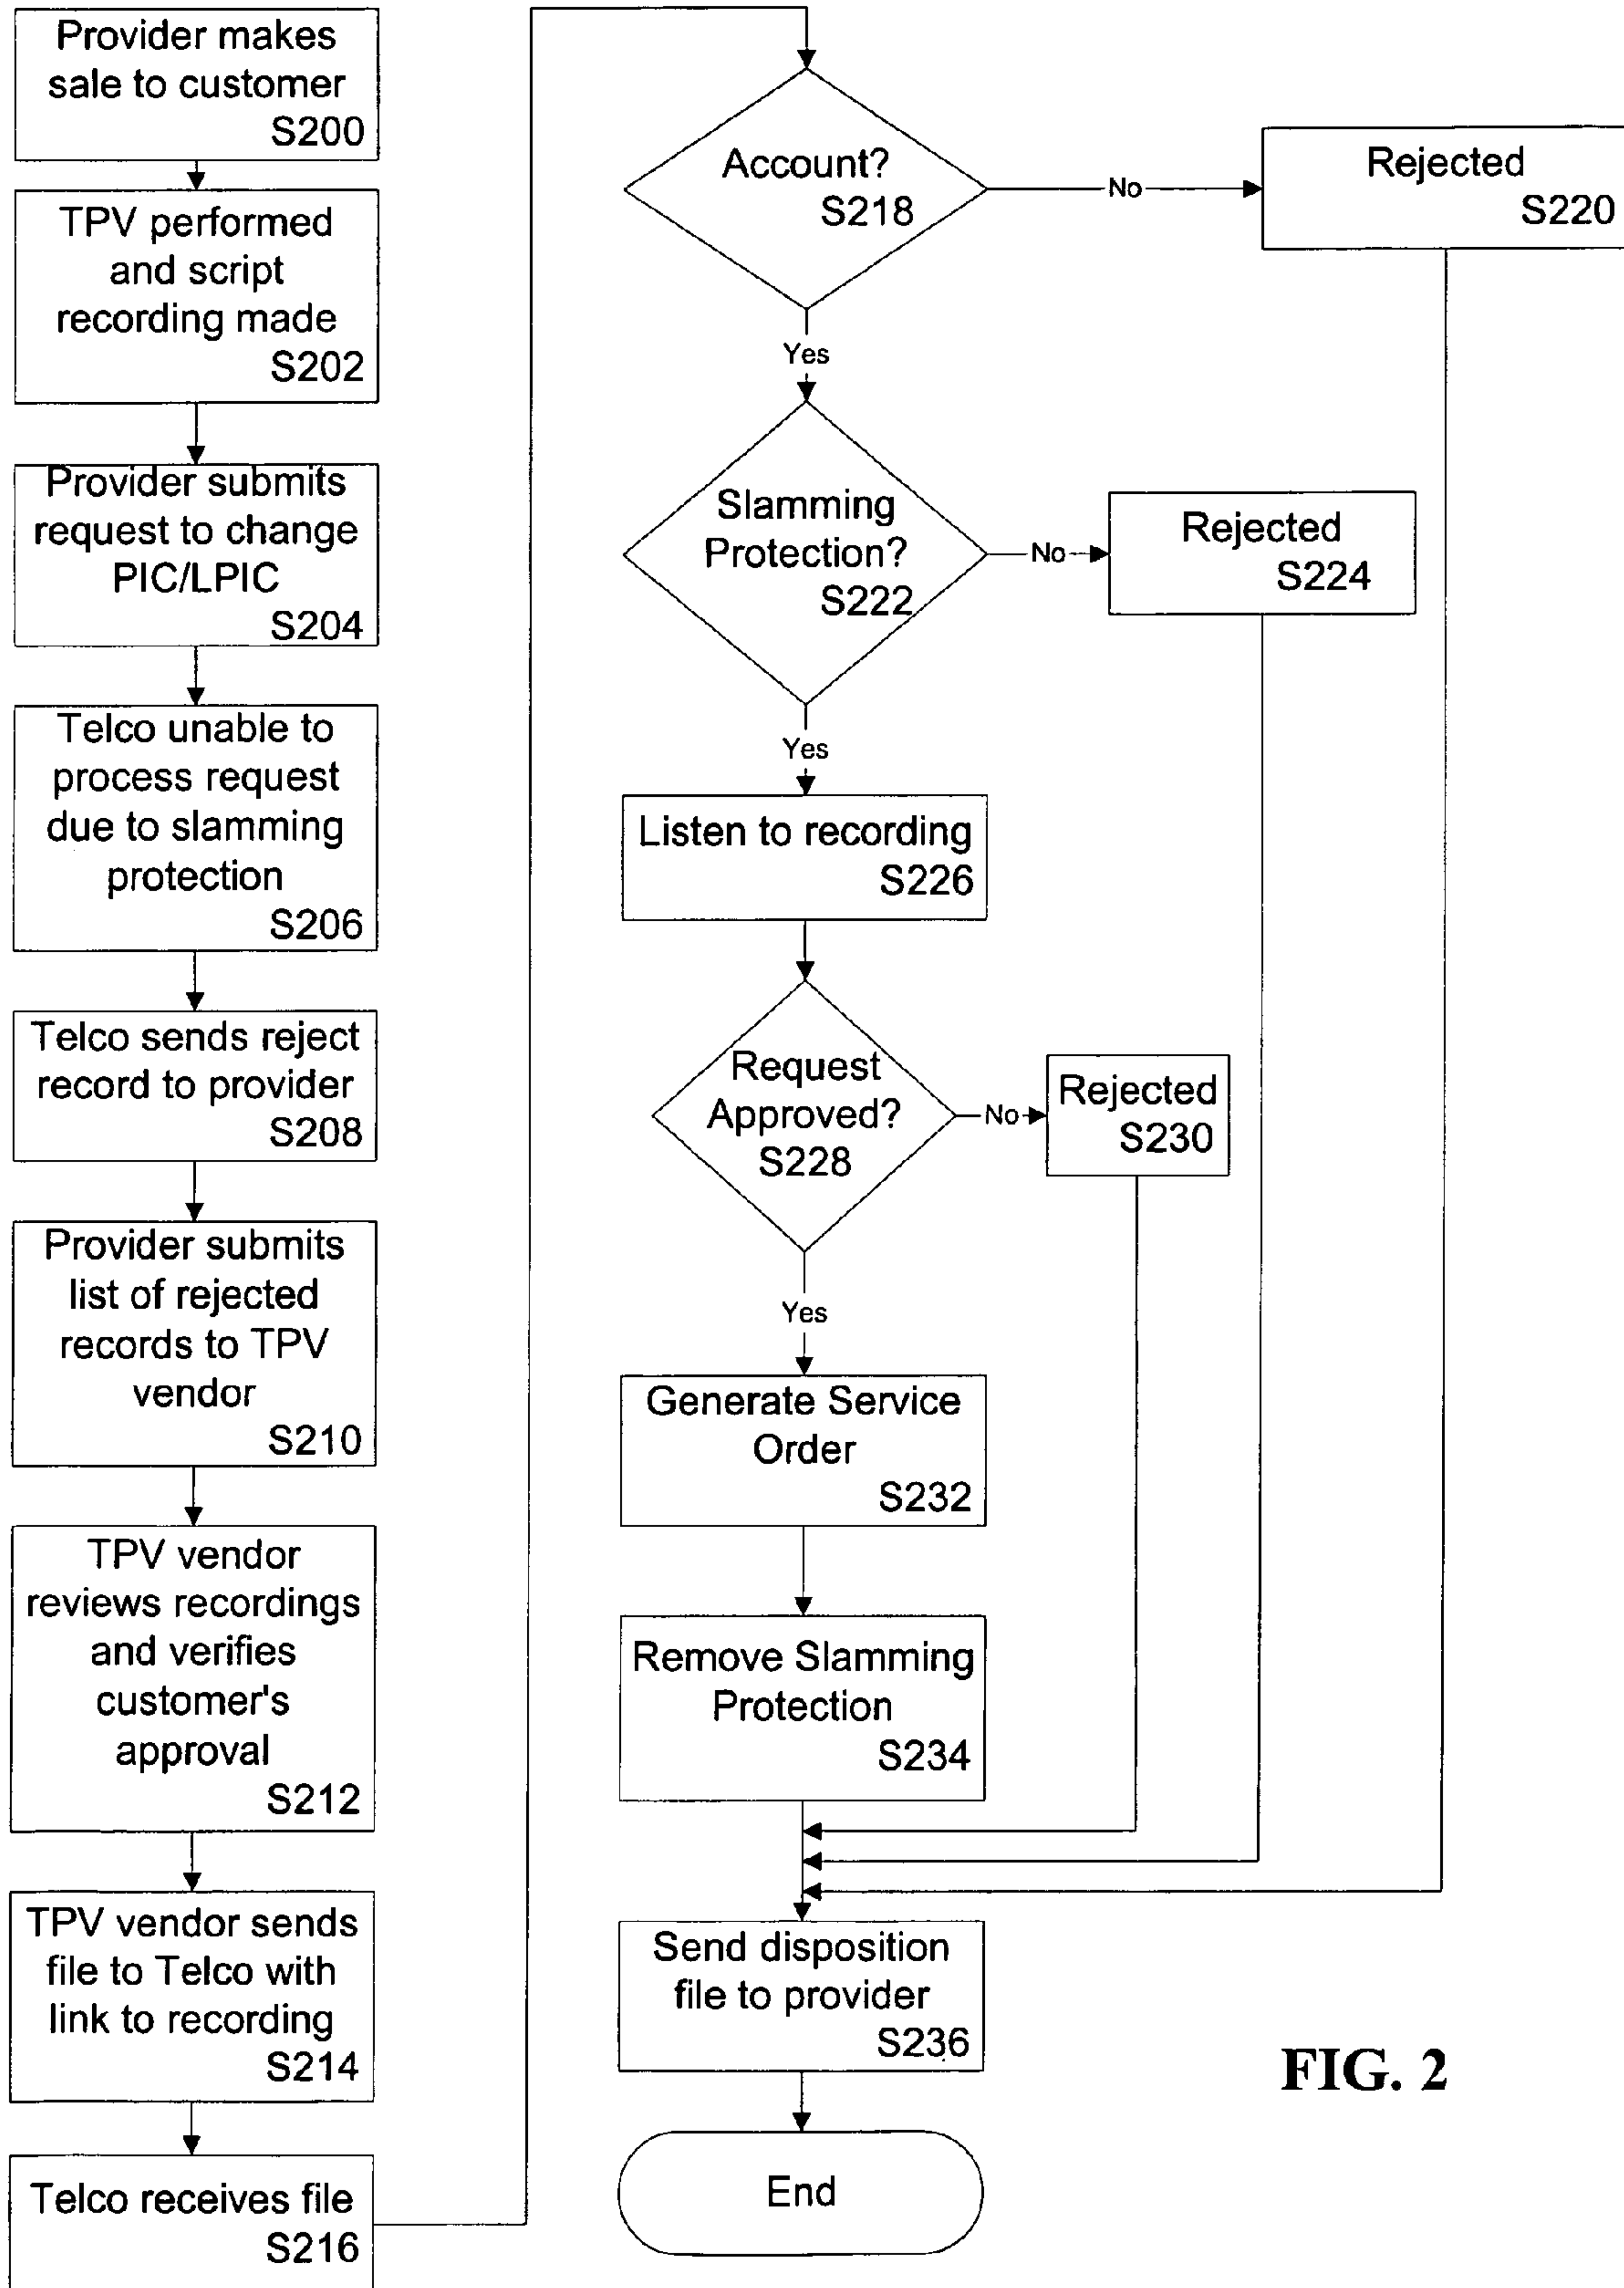 Provider makes
sale to customer
S200
TPV performed
and script
recording made
S202
Provider submits
request to change
PIC/LPIC
S204
Telco unable to
process request
due to slamming
protection
S206
Telco sends reject
record to provider
S208
Provider submits
list of rejected
records to TPV
vendor
S210
TPV vendor
reviews recordings
and verifies
customer's
approval
S212
TPV vendor sends
file to Telco with
link to recording
S214
Telco receives file
S216
Account?
S218
No
Rejected
S220
Yes
Slamming
Protection?
S222
No
Rejected
S224
Yes
Listen to recording
S226
Request
Approved?
S228
No
Rejected
S230
Yes
Generate Service
Order
S232
Remove Slamming
Protection
S234
Send disposition
file to provider
S236
End
FIG. 2